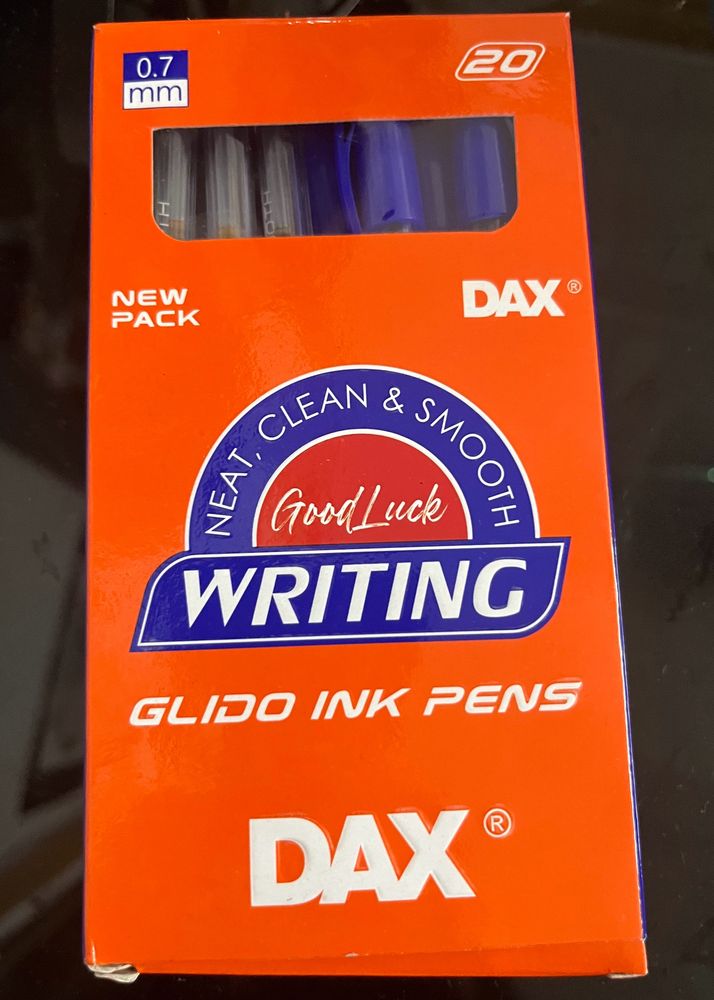 0.7
mm
20
NEW
PACK
DAX®
NEAT, CLEAN & SMOOTH
GoodLuck
WRITING
GLIDO INK PENS
DAX®